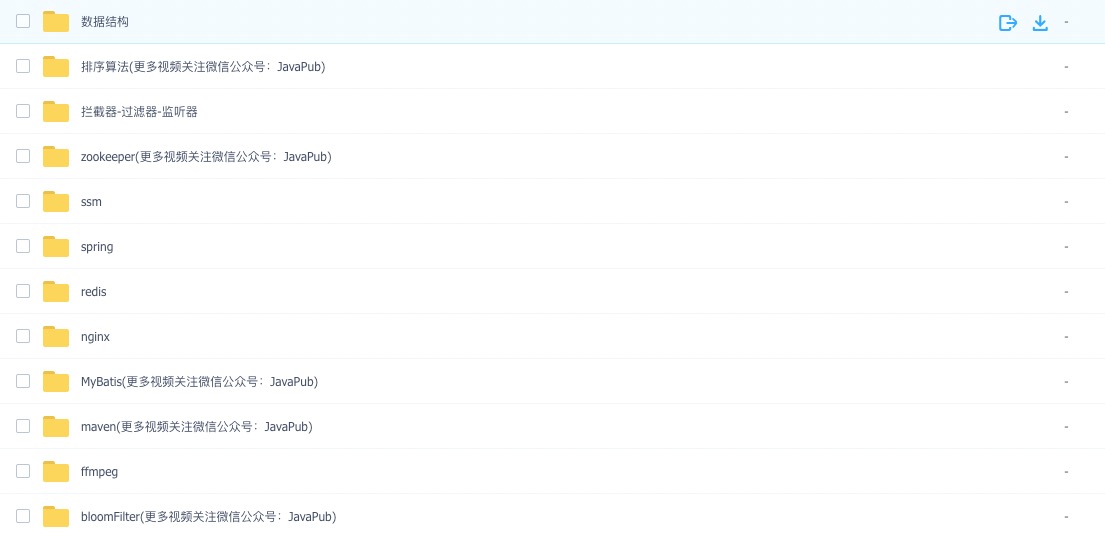 数据结构 -
排序算法(更多视频关注微信公众号：JavaPub) -
拦截器-过滤器-监听器 -
zookeeper(更多视频关注微信公众号：JavaPub) -
ssm -
spring -
redis -
nginx -
MyBatis(更多视频关注微信公众号：JavaPub) -
maven(更多视频关注微信公众号：JavaPub) -
ffmpeg -
bloomFilter(更多视频关注微信公众号：JavaPub) -